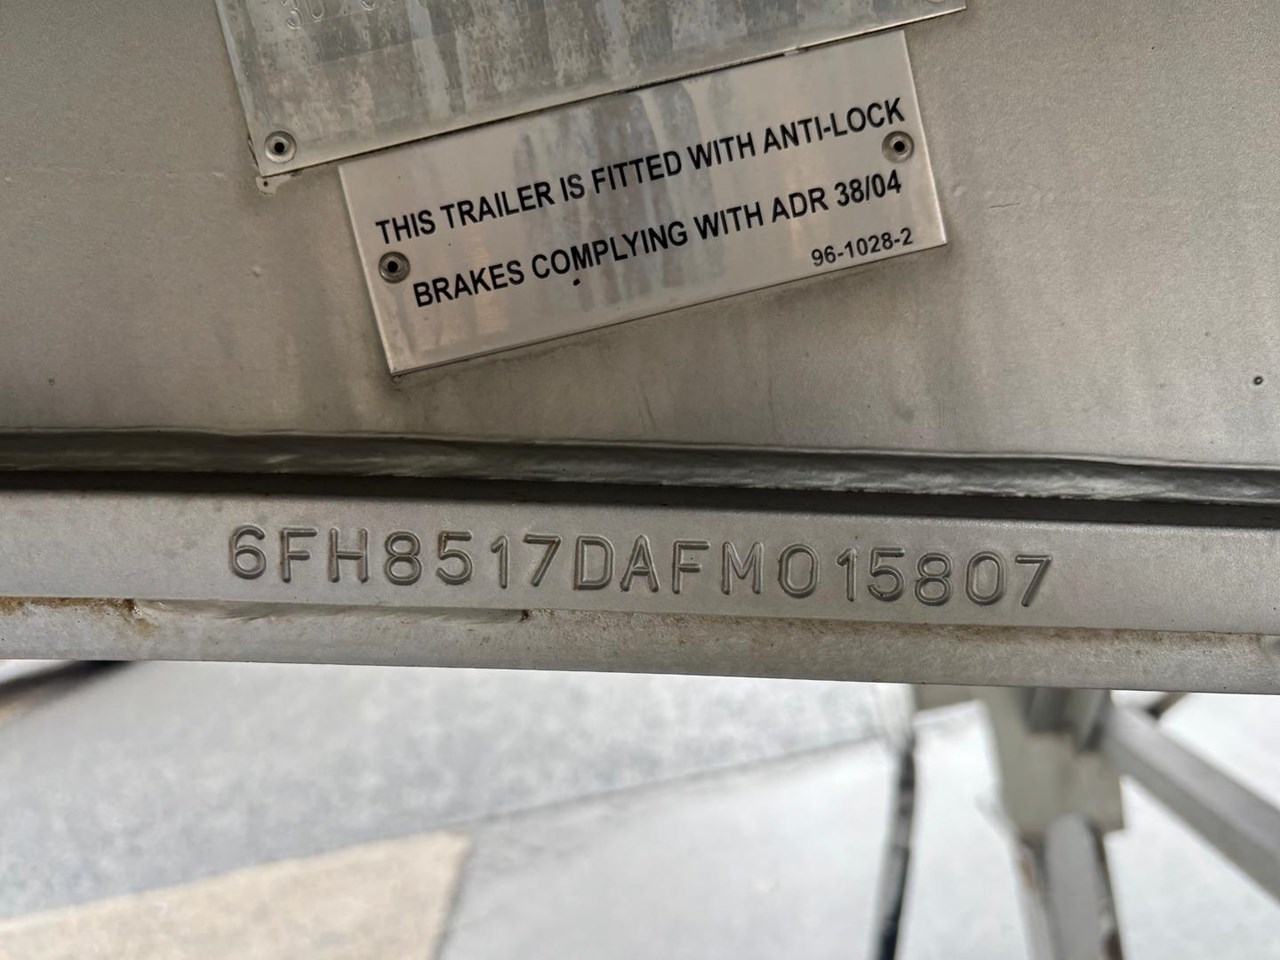 THIS TRAILER IS FITTED WITH ANTI-LOCK
BRAKES COMPLYING WITH ADR 38/04
96-1028-2
6FH8517DAFM015807